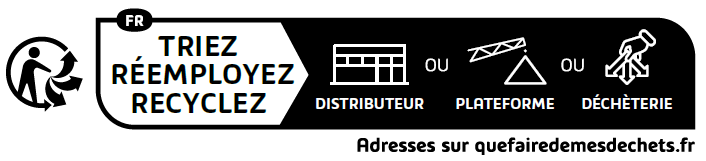 FR
TRIEZ
RÉEMPLOYEZ
RECYCLEZ
OU OU
DISTRIBUTEUR PLATEFORME DÉCHÈTERIE
Adresses sur quefairedemesdechets.fr